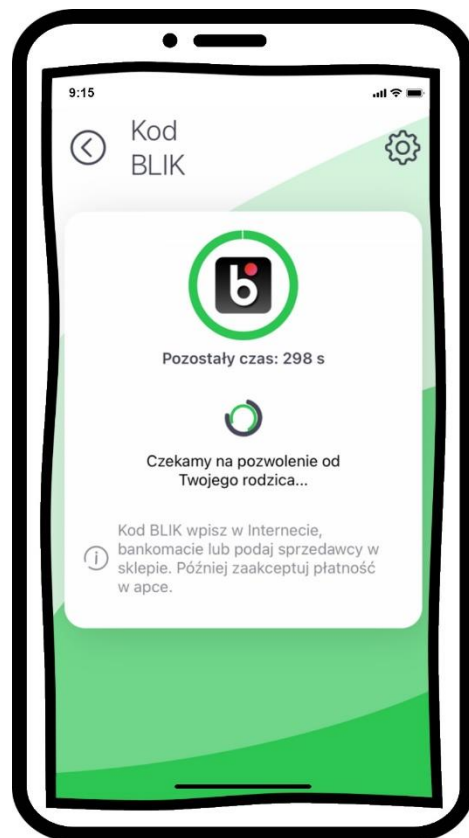 9:15
Kod
BLIK
b
Pozostały czas: 298 s
Czekamy na pozwolenie od
Twojego rodzica...
Kod BLIK wpisz w Internecie,
bankomacie lub podaj sprzedawcy w
sklepie. Później zaakceptuj płatność
w apce.